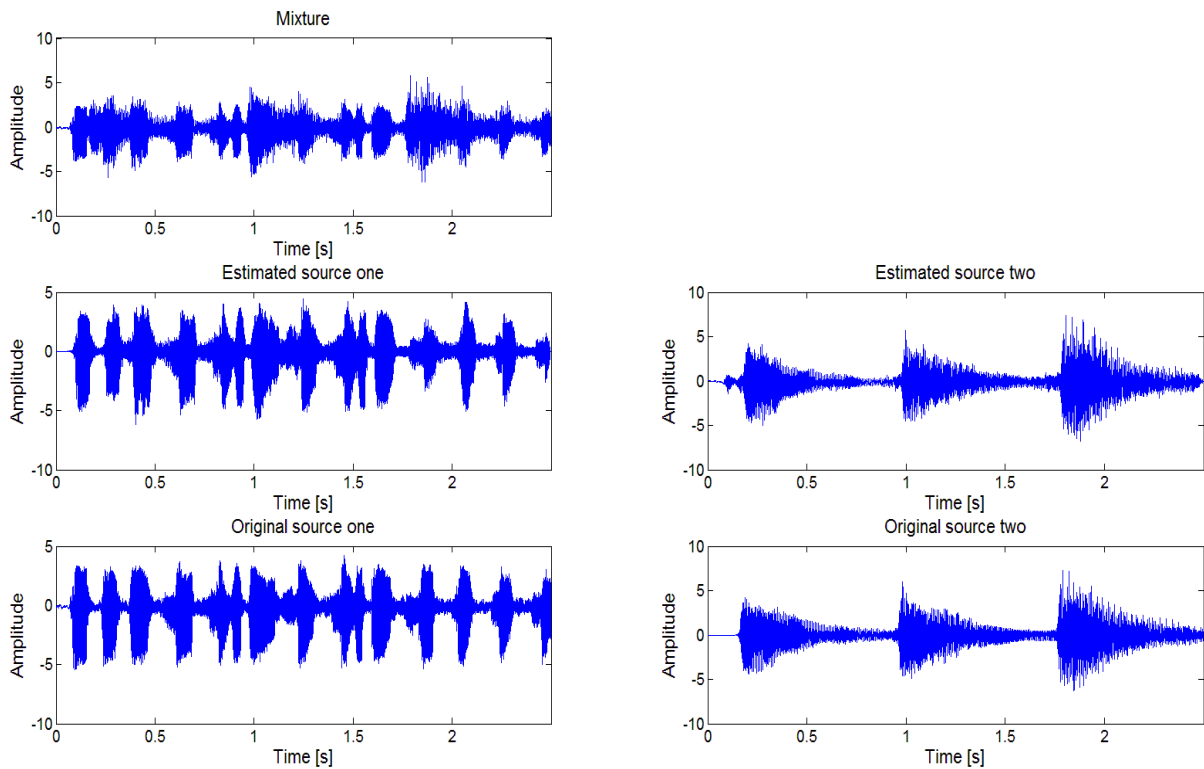 Mixture
10
5
0
-5
-10
Amplitude
0 0.5 1 1.5 2
Time [s]
Estimated source one
5
0
-5
-10
Amplitude
0 0.5 1 1.5 2
Time [s]
Estimated source two
10
5
0
-5
-10
Amplitude
0 0.5 1 1.5 2
Time [s]
Original source one
5
0
-5
-10
Amplitude
0 0.5 1 1.5 2
Time [s]
Original source two
10
5
0
-5
-10
Amplitude
0 0.5 1 1.5 2
Time [s]